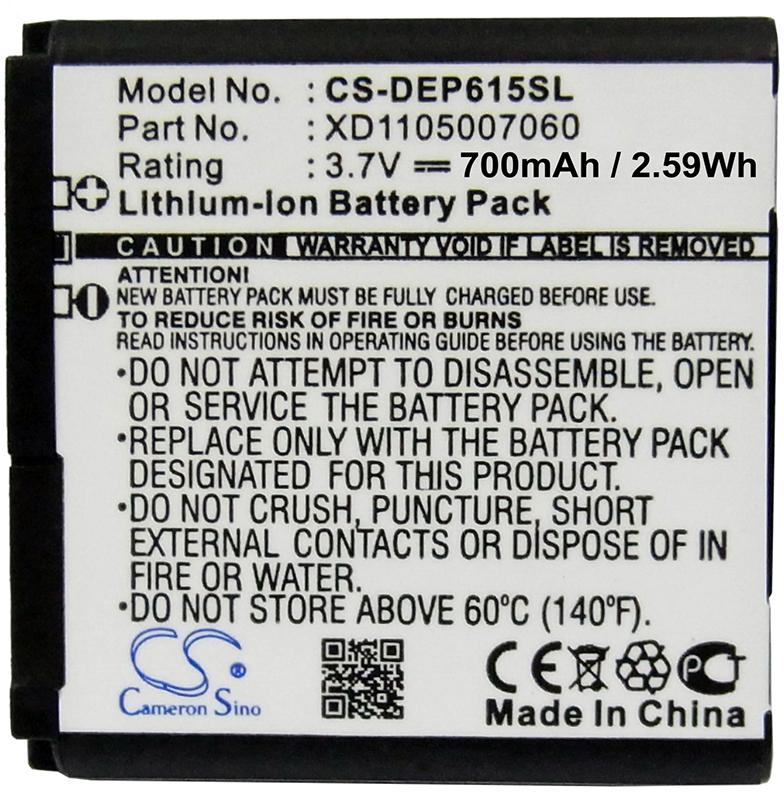 Model No. : CS-DEP615SL
Part No. : XD1105007060
Rating : 3.7V 700mAh / 2.59Wh
Lithium-Ion Battery Pack
CAUTION WARRANTY VOID IF LABEL IS REMOVED
ATTENTION!
NEW BATTERY PACK MUST BE FULLY CHARGED BEFORE USE.
TO REDUCE RISK OF FIRE OR BURNS
READ INSTRUCTIONS IN OPERATING GUIDE BEFORE USING THE BATTERY.
•DO NOT ATTEMPT TO DISASSEMBLE, OPEN
OR SERVICE THE BATTERY PACK.
•REPLACE ONLY WITH THE BATTERY PACK
DESIGNATED FOR THIS PRODUCT.
•DO NOT CRUSH, PUNCTURE, SHORT
EXTERNAL CONTACTS OR DISPOSE OF IN
FIRE OR WATER.
•DO NOT STORE ABOVE 60°C (140°F).
CS ®
Cameron Sino
CE PCT
Made In China